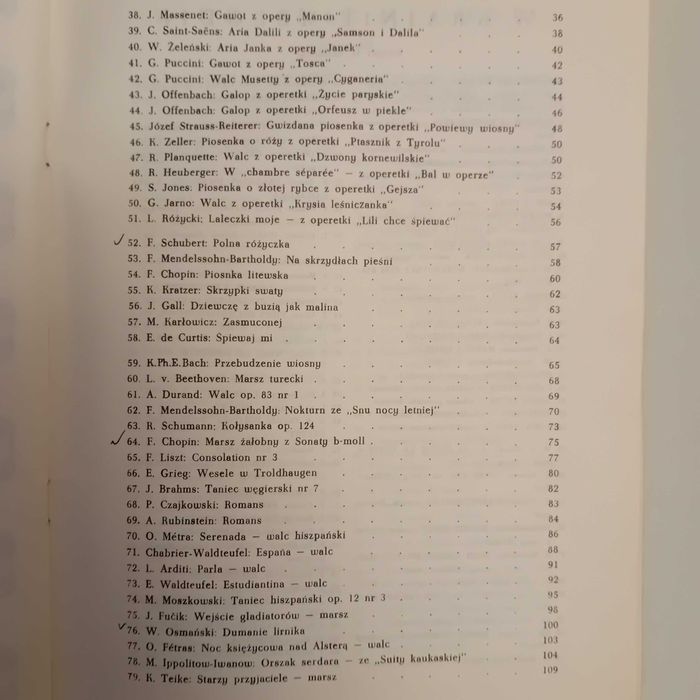 38. J. Massenet: Gawot z opery „Manon" . . . . 36
39. C. Saint-Saëns: Aria Dalili z opery „Samson i Dalila" . . 38
40. W. Żeleński: Aria Janka z opery „Janek" . . . . 40
41. G. Puccini: Gawot z opery „Tosca" . . . . 42
42. G. Puccini: Walc Musetty z opery „Cyganeria" . . . 43
43. J. Offenbach: Galop z operetki „Życie paryskie" . . . 44
44. J. Offenbach: Galop z operetki „Orfeusz w piekle" . . . 46
45. Józef Strauss-Reiterer: Gwizdana piosenka z operetki „Powiewy wiosny" 48
46. K. Zeller: Piosenka o róży z operetki „Ptasznik z Tyrolu" . . 50
47. R. Planquette: Walc z operetki „Dzwony kornewilskie" . . 50
48. R. Heuberger: W „chambre séparée" – z operetki „Bal w operze" . 52
49. S. Jones: Piosenka o złotej rybce z operetki „Gejsza" . . 53
50. G. Jarno: Walc z operetki „Krysia leśniczanka" . . . 54
51. L. Różycki; Laleczki moje – z operetki „Lili chce śpiewać" . . 56
52. F. Schubert: Polna różyczka . . . . . . 57
53. F. Mendelssohn-Bartholdy: Na skrzydłach pieśni . . . 58
54. F. Chopin: Piosnka litewska . . . . . . 60
55. K. Kratzer: Skrzypki swaty . . . . . . 62
56. J. Gall: Dziewczę z buzią jak malina . . . . . 63
57. M. Karłowicz: Zasmuconej . . . . . . 63
58. E. de Curtis: Śpiewaj mi . . . . . . . 64
59. K.Ph.E.Bach: Przebudzenie wiosny . . . . . 65
60. L. v. Beethoven: Marsz turecki . . . . . . 68
61. A. Durand: Walc op. 83 nr 1 . . . . . . 69
62. F. Mendelssohn-Bartholdy: Nokturn ze „Snu nocy letniej" . . 70
63. R. Schumann: Kołysanka op. 124 . . . . . 73
64. F. Chopin: Marsz żałobny z Sonaty b-moll . . . . 75
65. F. Liszt: Consolation nr 3 . . . . . . 77
66. E. Grieg: Wesele w Troldhaugen . . . . . 80
67. J. Brahms: Taniec węgierski nr 7 . . . . . 82
68. P. Czajkowski: Romans . . . . . . . 83
69. A. Rubinstein: Romans . . . . . . . 84
70. O. Métra: Serenada – walc hiszpański . . . . 86
71. Chabrier-Waldteufel: España – walc . . . . . 88
72. L. Arditi: Parla – walc . . . . . . . 91
73. E. Waldteufel: Estudiantina – walc . . . . . 92
74. M. Moszkowski: Taniec hiszpański op. 12 nr 3 . . . . 95
75. J. Fučik: Wejście gladiatorów – marsz . . . . 98
76. W. Osmański: Dumanie lirnika . . . . . . 100
77. O. Fétras: Noc księżycowa nad Alsterą – walc . . . . 103
78. M. Ippolitow-Iwanow: Orszak serdara – ze „Suity kaukaskiej" . 104
79. K. Teike: Starzy przyjaciele – marsz . . . . . 109